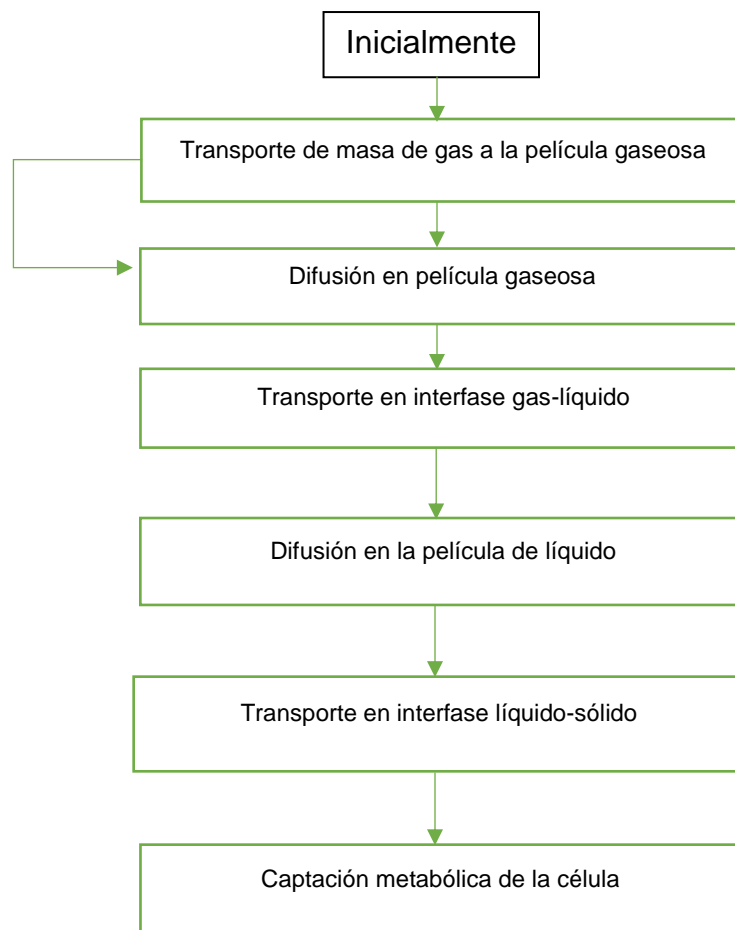 Inicialmente
Transporte de masa de gas a la película gaseosa
Difusión en película gaseosa
Transporte en interfase gas-líquido
Difusión en la película de líquido
Transporte en interfase líquido-sólido
Captación metabólica de la célula